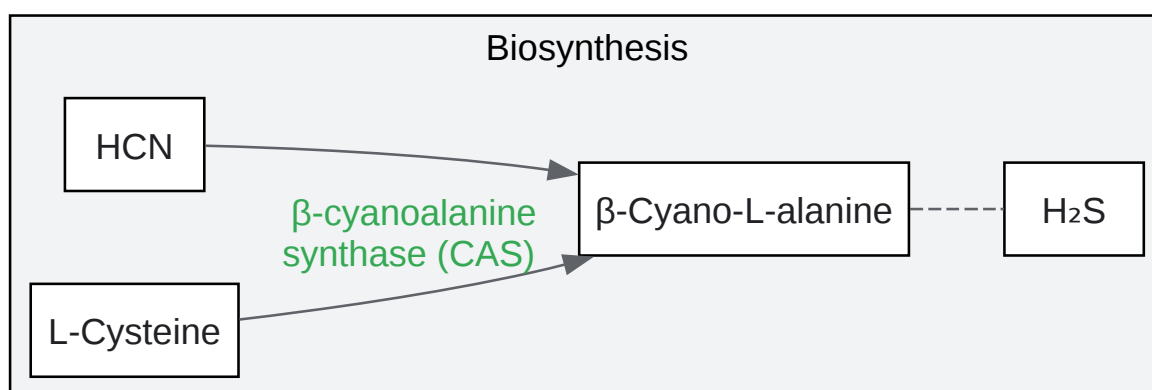 Biosynthesis
HCN
β-cyanoalanine
synthase (CAS)
β-Cyano-L-alanine
H₂S
L-Cysteine